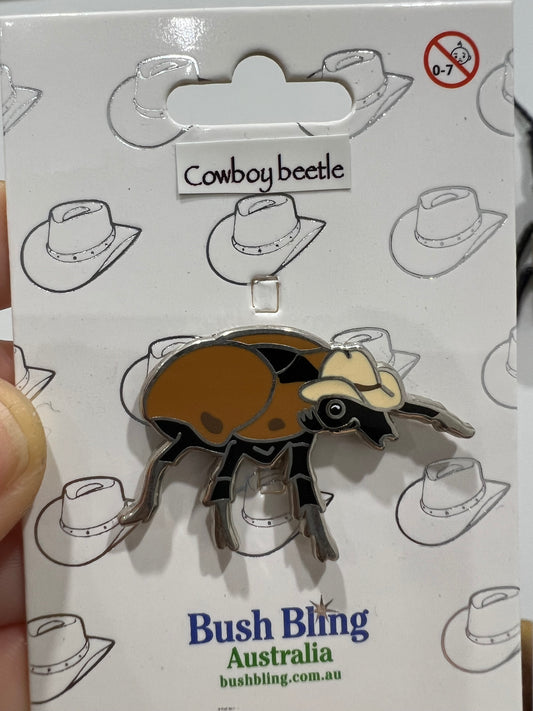 0-7
Cowboy beetle
Bush Bling
Australia
bushbling.com.au